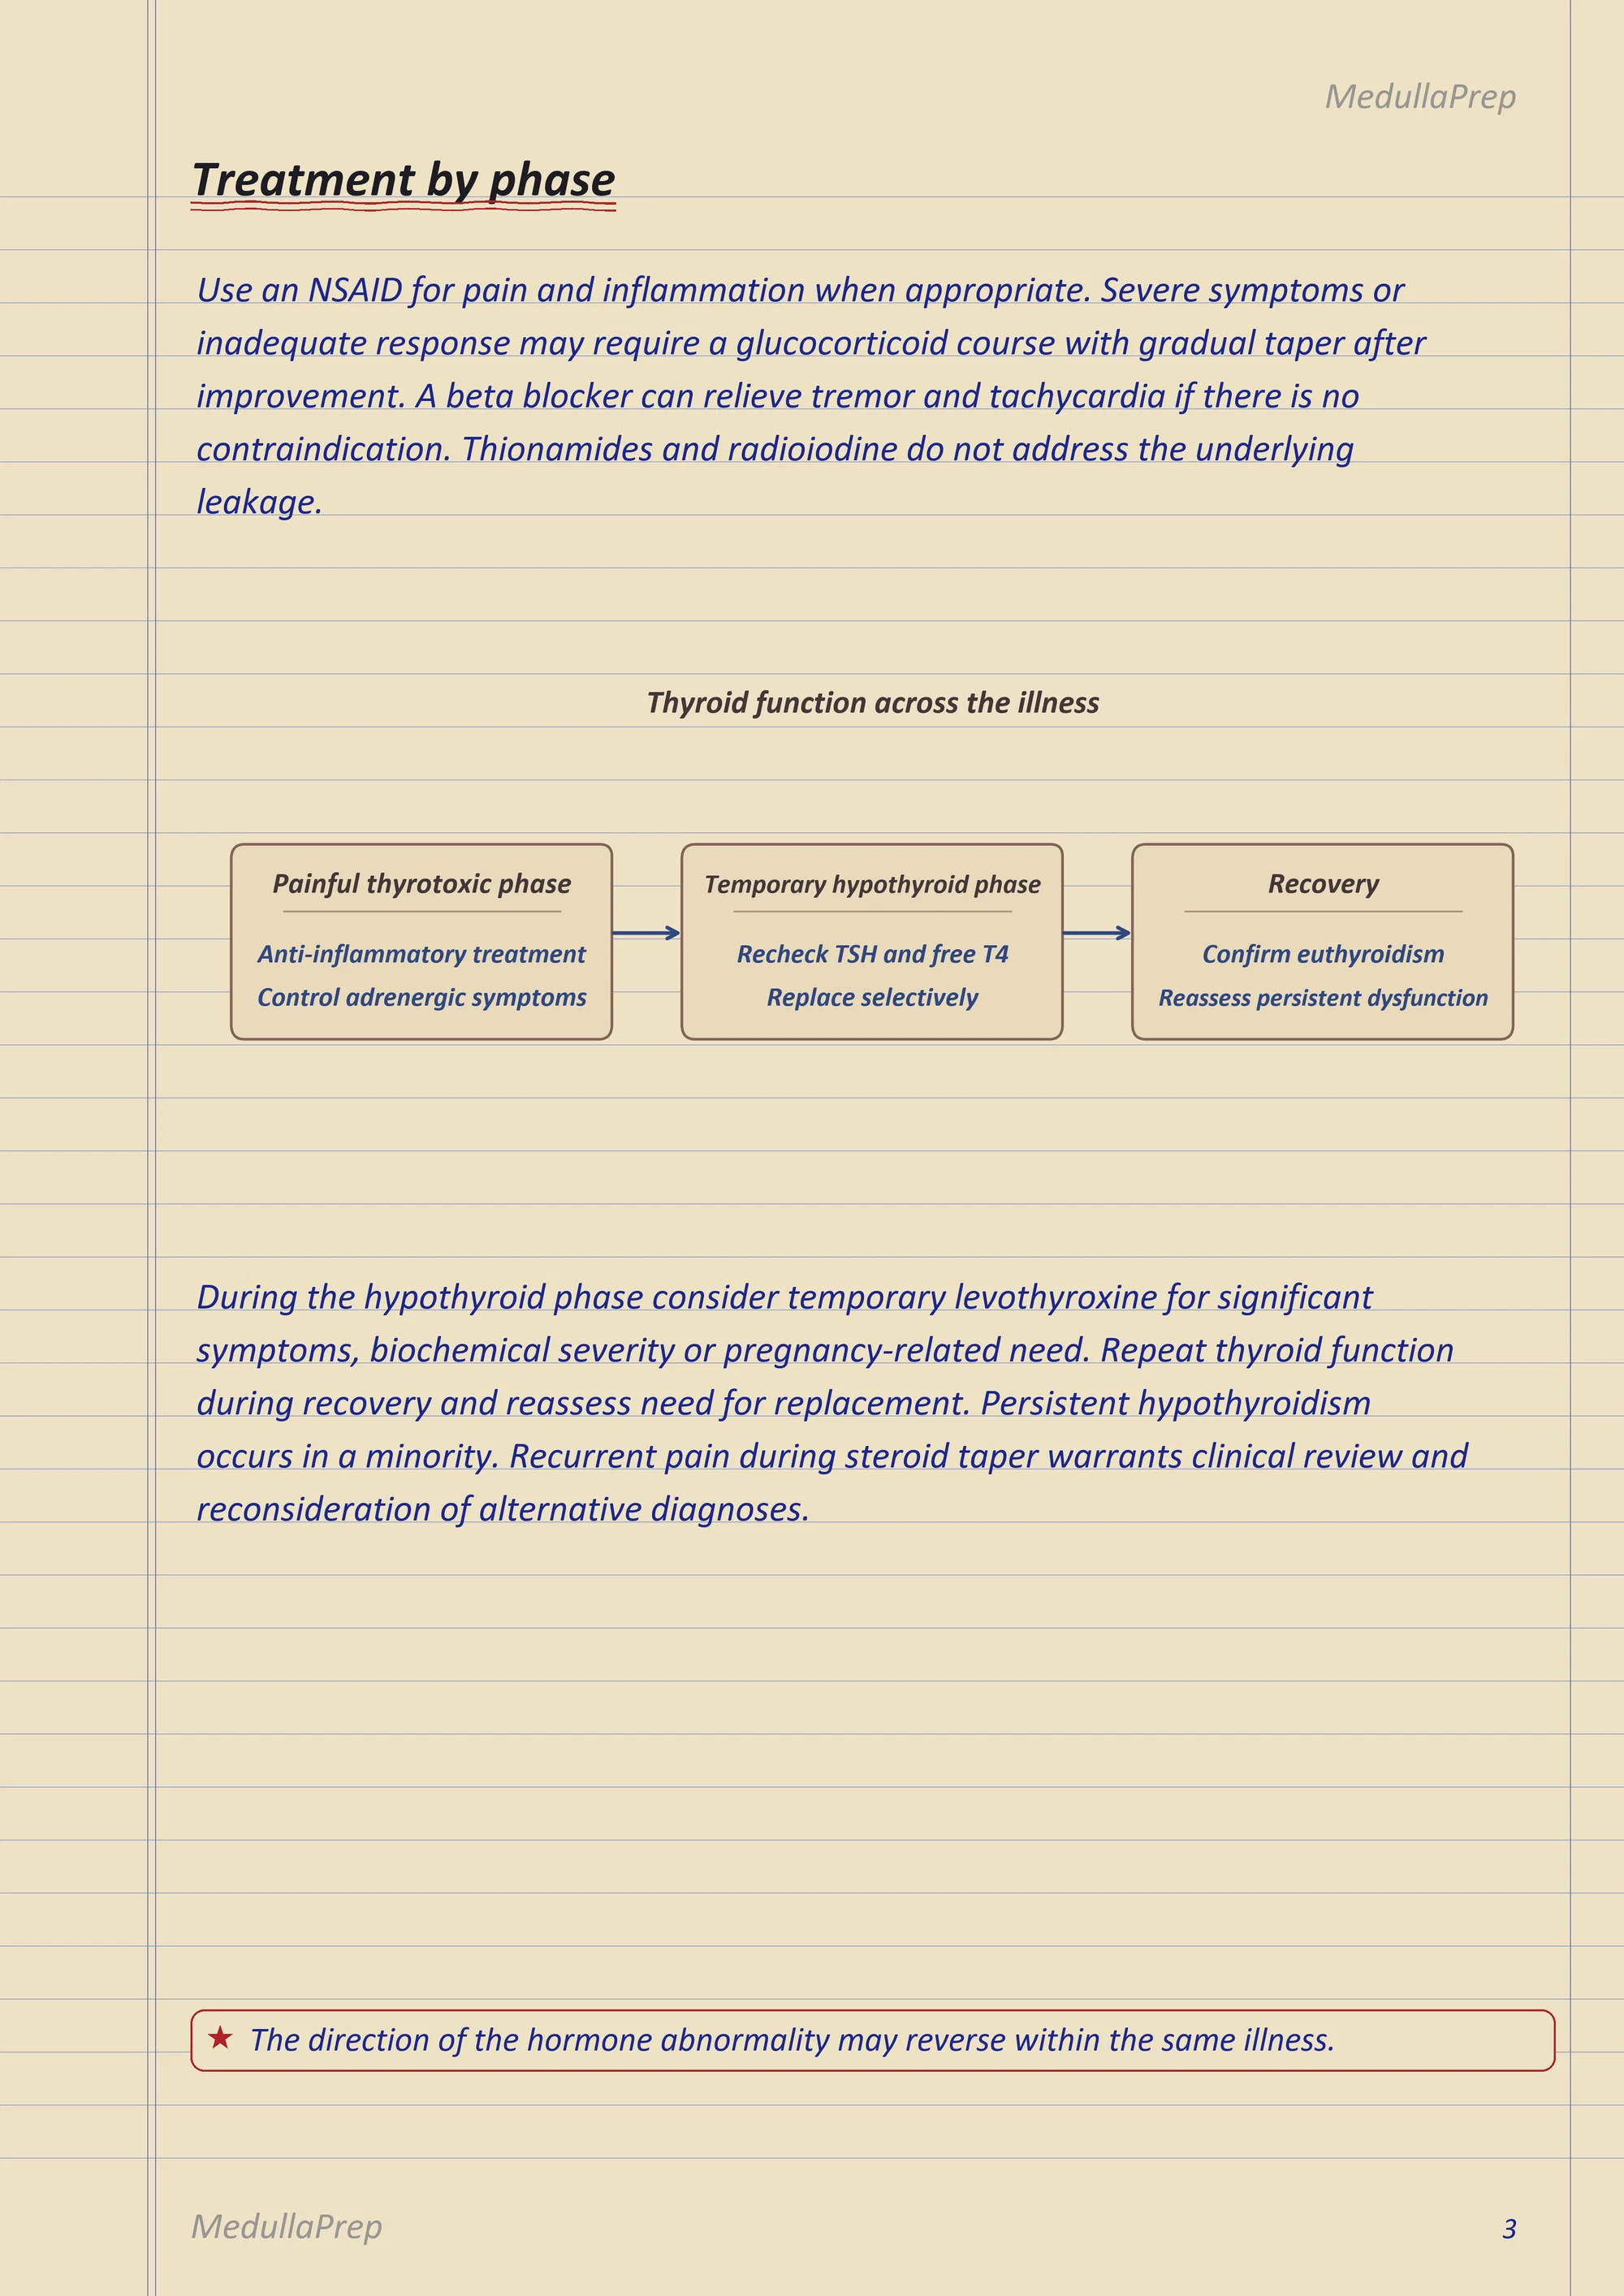 MedullaPrep
Treatment by phase
Use an NSAID for pain and inflammation when appropriate. Severe symptoms or
inadequate response may require a glucocorticoid course with gradual taper after
improvement. A beta blocker can relieve tremor and tachycardia if there is no
contraindication. Thionamides and radioiodine do not address the underlying
leakage.
Thyroid function across the illness
Painful thyrotoxic phase
Anti-inflammatory treatment
Control adrenergic symptoms
Temporary hypothyroid phase
Recheck TSH and free T4
Replace selectively
Recovery
Confirm euthyroidism
Reassess persistent dysfunction
During the hypothyroid phase consider temporary levothyroxine for significant
symptoms, biochemical severity or pregnancy-related need. Repeat thyroid function
during recovery and reassess need for replacement. Persistent hypothyroidism
occurs in a minority. Recurrent pain during steroid taper warrants clinical review and
reconsideration of alternative diagnoses.
★ The direction of the hormone abnormality may reverse within the same illness.
MedullaPrep
3